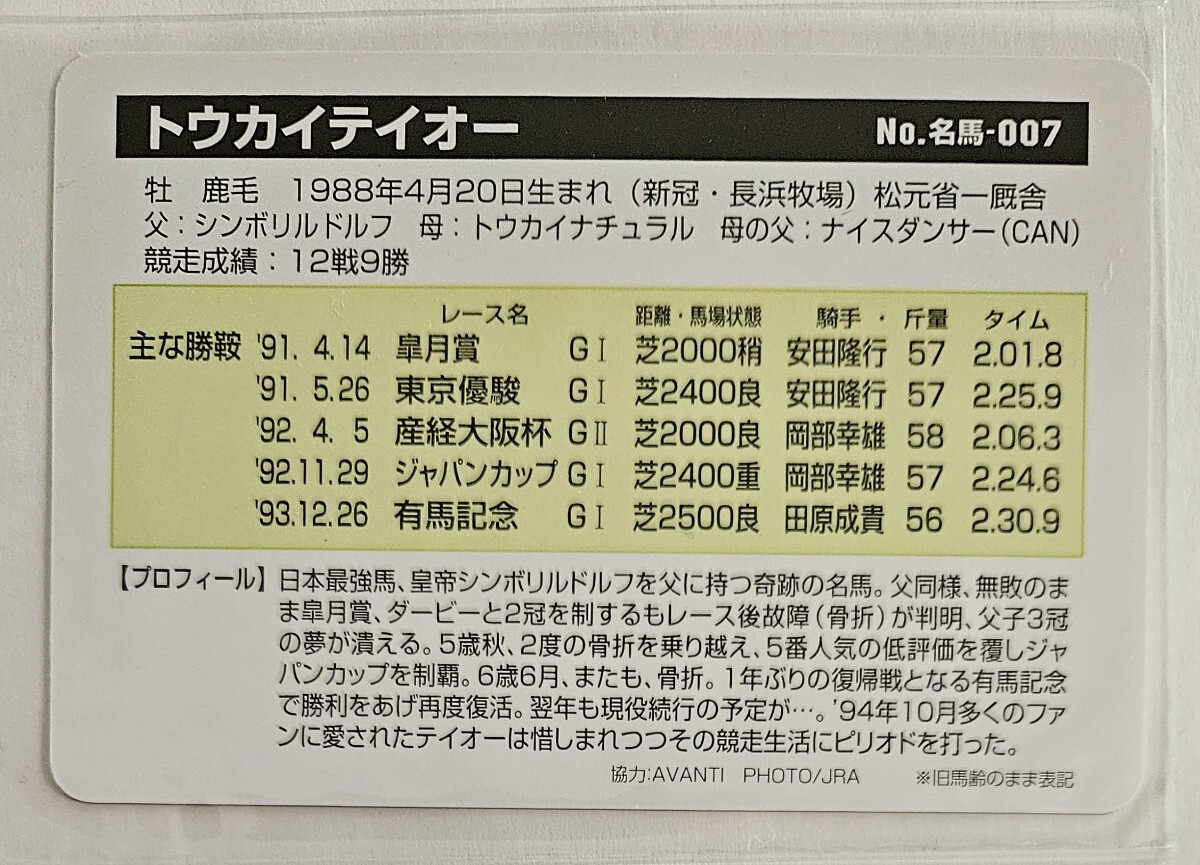 トウカイテイオー No.名馬-007
牡 鹿毛 1988年4月20日生まれ（新冠・長浜牧場）松元省一厩舎
父：シンボリルドルフ 母：トウカイナチュラル 母の父：ナイスダンサー(CAN)
競走成績：12戦9勝
レース名 距離・馬場状態 騎手・斤量 タイム
主な勝鞍 '91. 4.14 皐月賞 GⅠ 芝2000稍 安田隆行 57 2.01.8
'91. 5.26 東京優駿 GⅠ 芝2400良 安田隆行 57 2.25.9
'92. 4. 5 産経大阪杯 GⅡ 芝2000良 岡部幸雄 58 2.06.3
'92.11.29 ジャパンカップ GⅠ 芝2400重 岡部幸雄 57 2.24.6
'93.12.26 有馬記念 GⅠ 芝2500良 田原成貴 56 2.30.9
【プロフィール】日本最強馬、皇帝シンボリルドルフを父に持つ奇跡の名馬。父同様、無敗のま
ま皐月賞、ダービーと2冠を制するもレース後故障（骨折）が判明、父子3冠
の夢が潰える。5歳秋、2度の骨折を乗り越え、5番人気の低評価を覆しジャ
パンカップを制覇。6歳6月、またも、骨折。1年ぶりの復帰戦となる有馬記念
で勝利をあげ再度復活。翌年も現役続行の予定が…。'94年10月多くのファ
ンに愛されたテイオーは惜しまれつつその競走生活にピリオドを打った。
協力:AVANTI PHOTO/JRA ※旧馬齢のまま表記